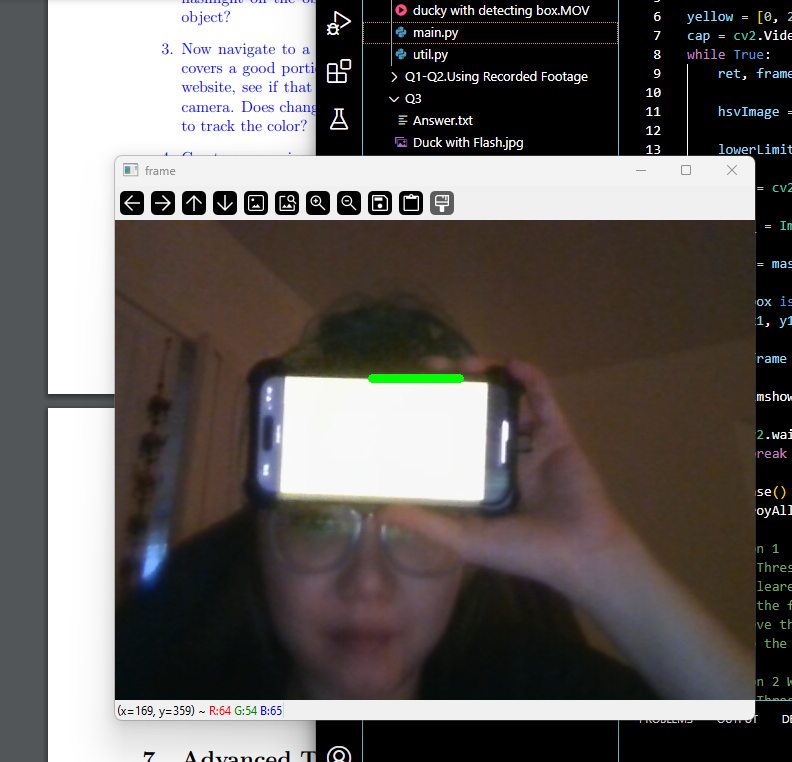 flashlight on the ob
object?
3. Now navigate to a
covers a good porti
website, see if that
camera. Does chang
to track the color?
ducky with detecting box.MOV
main.py
util.py
Q1-Q2.Using Recorded Footage
Q3
Answer.txt
Duck with Flash.jpg
6 yellow = [0, 2
7 cap = cv2.Vide
8 while True:
9 ret, frame
10
11 hsvImage =
12
13 lowerLimit
frame
= cv2
= Im
= mas
ox is
1, y1
rame
mshow
2.wai
reak
ase()
oyAll
n 1
Thres
leare
the f
ve th
the
n 2 W
Thres
(x=169, y=359) ~ R:64 G:54 B:65
PROBLEMS OUTPUT DE
7 Advanced T